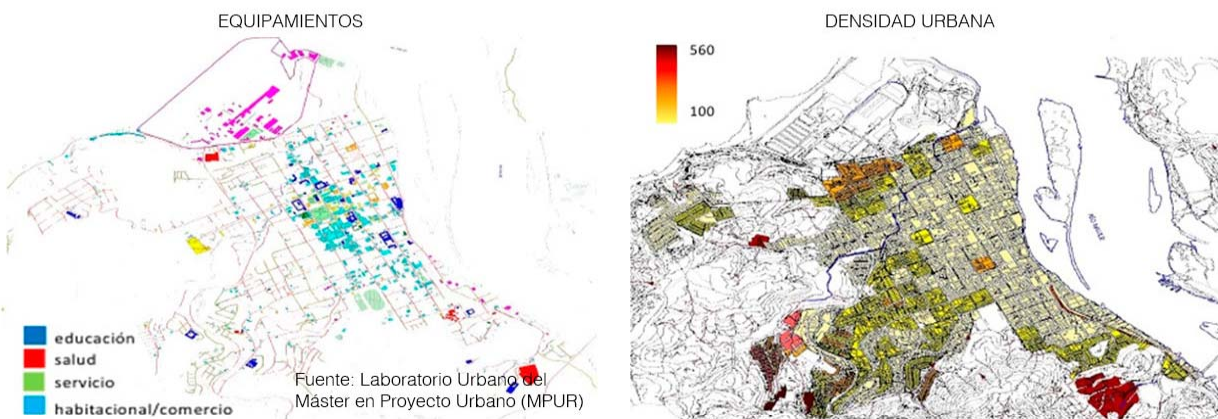 EQUIPAMIENTOS
educación
salud
servicio
habitacional/comercio
Fuente: Laboratorio Urbano del
Máster en Proyecto Urbano (MPUR)
DENSIDAD URBANA
560
100